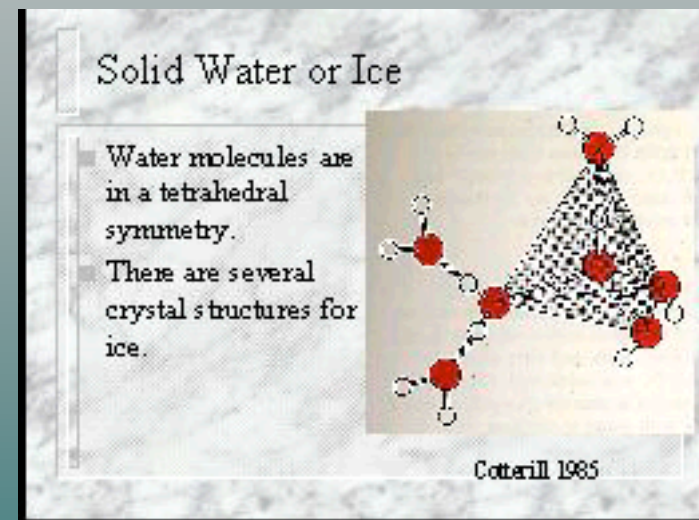 Solid Water or Ice
Water molecules are
in a tetrahedral
symmetry.
There are several
crystal structures for
ice.
Cotterill 1985